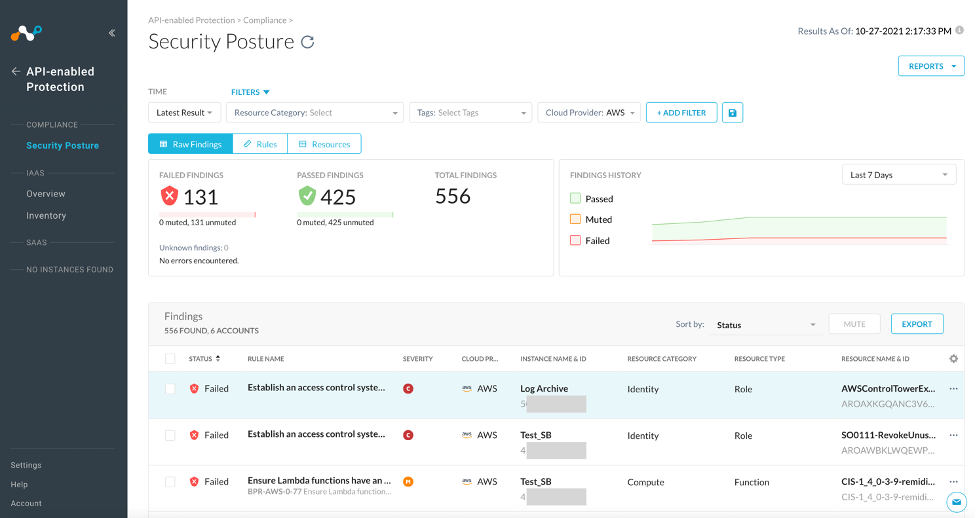 API-enabled Protection > Compliance >
Security Posture
Results As Of: 10-27-2021 2:17:33 PM
REPORTS
API-enabled
Protection
COMPLIANCE
Security Posture
IAAS
Overview
Inventory
SAAS
NO INSTANCES FOUND
Settings
Help
Account
TIME
FILTERS
Latest Result
Resource Category: Select
Tags: Select Tags
Cloud Provider: AWS
+ ADD FILTER
Raw Findings
Rules
Resources
FAILED FINDINGS
131
0 muted, 131 unmuted
PASSED FINDINGS
425
0 muted, 425 unmuted
TOTAL FINDINGS
556
Unknown findings: 0
No errors encountered.
FINDINGS HISTORY
Last 7 Days
Passed
Muted
Failed
Findings
556 FOUND, 6 ACCOUNTS
Sort by: Status
MUTE
EXPORT
STATUS RULE NAME SEVERITY CLOUD PR... INSTANCE NAME & ID RESOURCE CATEGORY RESOURCE TYPE RESOURCE NAME & ID
Failed Establish an access control syste... C aws AWS Log Archive Identity Role AWSControlTowerEx... ...
5 AROAXKGQANC3V6...
Failed Establish an access control syste... C aws AWS Test_SB Identity Role SO0111-RevokeUnus... ...
4 AROAWBKLWQEWP...
Failed Ensure Lambda functions have an ... M aws AWS Test_SB Compute Function CIS-1_4_0-3-9-remidi... ...
BPR-AWS-0-77 Ensure Lambda function... 4 CIS-1_4_0-3-9-remidi...